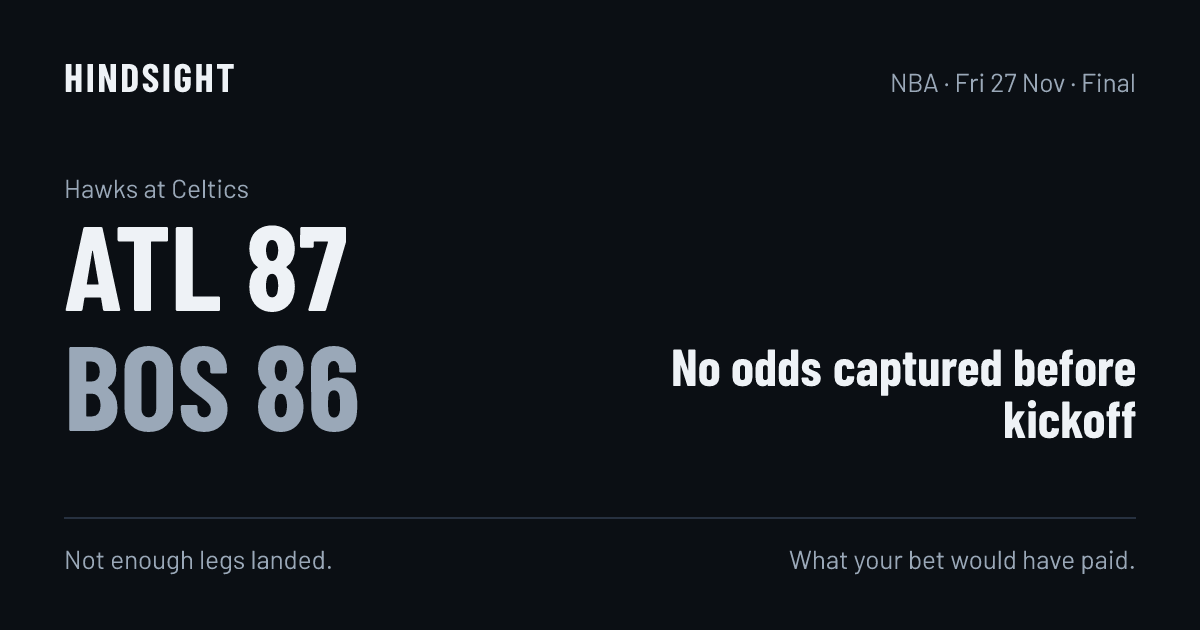 HINDSIGHT
NBA · Fri 27 Nov · Final
Hawks at Celtics
ATL 87
BOS 86
No odds captured before
kickoff
Not enough legs landed.
What your bet would have paid.